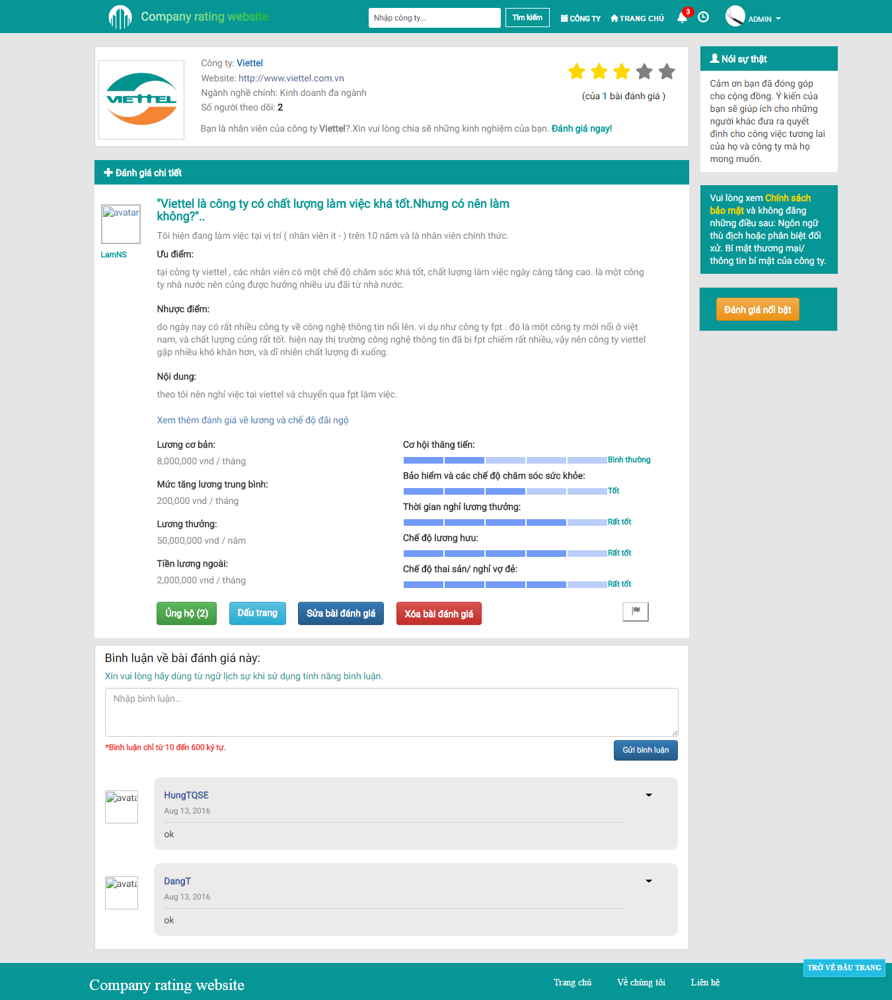 Company rating website
Nhập công ty...
Tìm kiếm
CÔNG TY
TRANG CHỦ
3
ADMIN
VIETTEL
Công ty: Viettel
Website: http://www.viettel.com.vn
Ngành nghề chính: Kinh doanh đa ngành
Số người theo dõi: 2
Bạn là nhân viên của công ty Viettel?.Xin vui lòng chia sẽ những kinh nghiệm của bạn. Đánh giá ngay!
(của 1 bài đánh giá )
Nói sự thật
Cám ơn bạn đã đóng góp
cho cộng đồng. Ý kiến của
bạn sẽ giúp ích cho những
người khác đưa ra quyết
định cho công việc tương lai
của họ và công ty mà họ
mong muốn.
Vui lòng xem Chính sách
bảo mật và không đăng
những điều sau: Ngôn ngữ
thù địch hoặc phân biệt đối
xử. Bí mật thương mại/
thông tin bí mật của công ty.
Đánh giá nổi bật
Đánh giá chi tiết
avatar
LamNS
"Viettel là công ty có chất lượng làm việc khá tốt.Nhưng có nên làm
không?"..
Tôi hiện đang làm việc tại vị trí ( nhân viên it - ) trên 10 năm và là nhân viên chính thức.
Ưu điểm:
tại công ty viettel , các nhân viên có một chế độ chăm sóc khá tốt, chất lượng làm việc ngày càng tăng cao. là một công
ty nhà nước nên cúng được hưởng nhiều ưu đãi từ nhà nước.
Nhược điểm:
do ngày nay có rất nhiều công ty về công nghệ thông tin nổi lên. ví dụ như công ty fpt . đó là một công ty mới nổi ở việt
nam, và chất lượng cúng rất tốt. hiện nay thị trường công nghệ thông tin đã bị fpt chiếm rất nhiều, vậy nên công ty viettel
gặp nhiều khó khăn hơn, và dĩ nhiên chất lượng đi xuống.
Nội dung:
theo tôi nên nghỉ việc tại viettel và chuyển qua fpt làm việc.
Xem thêm đánh giá về lương và chế độ đãi ngộ
Lương cơ bản:
8,000,000 vnd / tháng
Mức tăng lương trung bình:
200,000 vnd / tháng
Lương thưởng:
50,000,000 vnd / năm
Tiền lương ngoài:
2,000,000 vnd / tháng
Cơ hội thăng tiến:
Bình thường
Bảo hiểm và các chế độ chăm sóc sức khỏe:
Tốt
Thời gian nghỉ lương thưởng:
Rất tốt
Chế độ lương hưu:
Rất tốt
Chế độ thai sản/ nghỉ vợ đẻ:
Rất tốt
Ủng hộ (2)
Dấu trang
Sửa bài đánh giá
Xóa bài đánh giá
Bình luận về bài đánh giá này:
Xin vui lòng hãy dùng từ ngữ lịch sự khi sử dụng tính năng bình luận.
Nhập bình luận...
*Bình luận chỉ từ 10 đến 600 ký tự.
Gửi bình luận
avata
HungTQSE
Aug 13, 2016
ok
avata
DangT
Aug 13, 2016
ok
TRỞ VỀ ĐẦU TRANG
Company rating website
Trang chủ
Về chúng tôi
Liên hệ